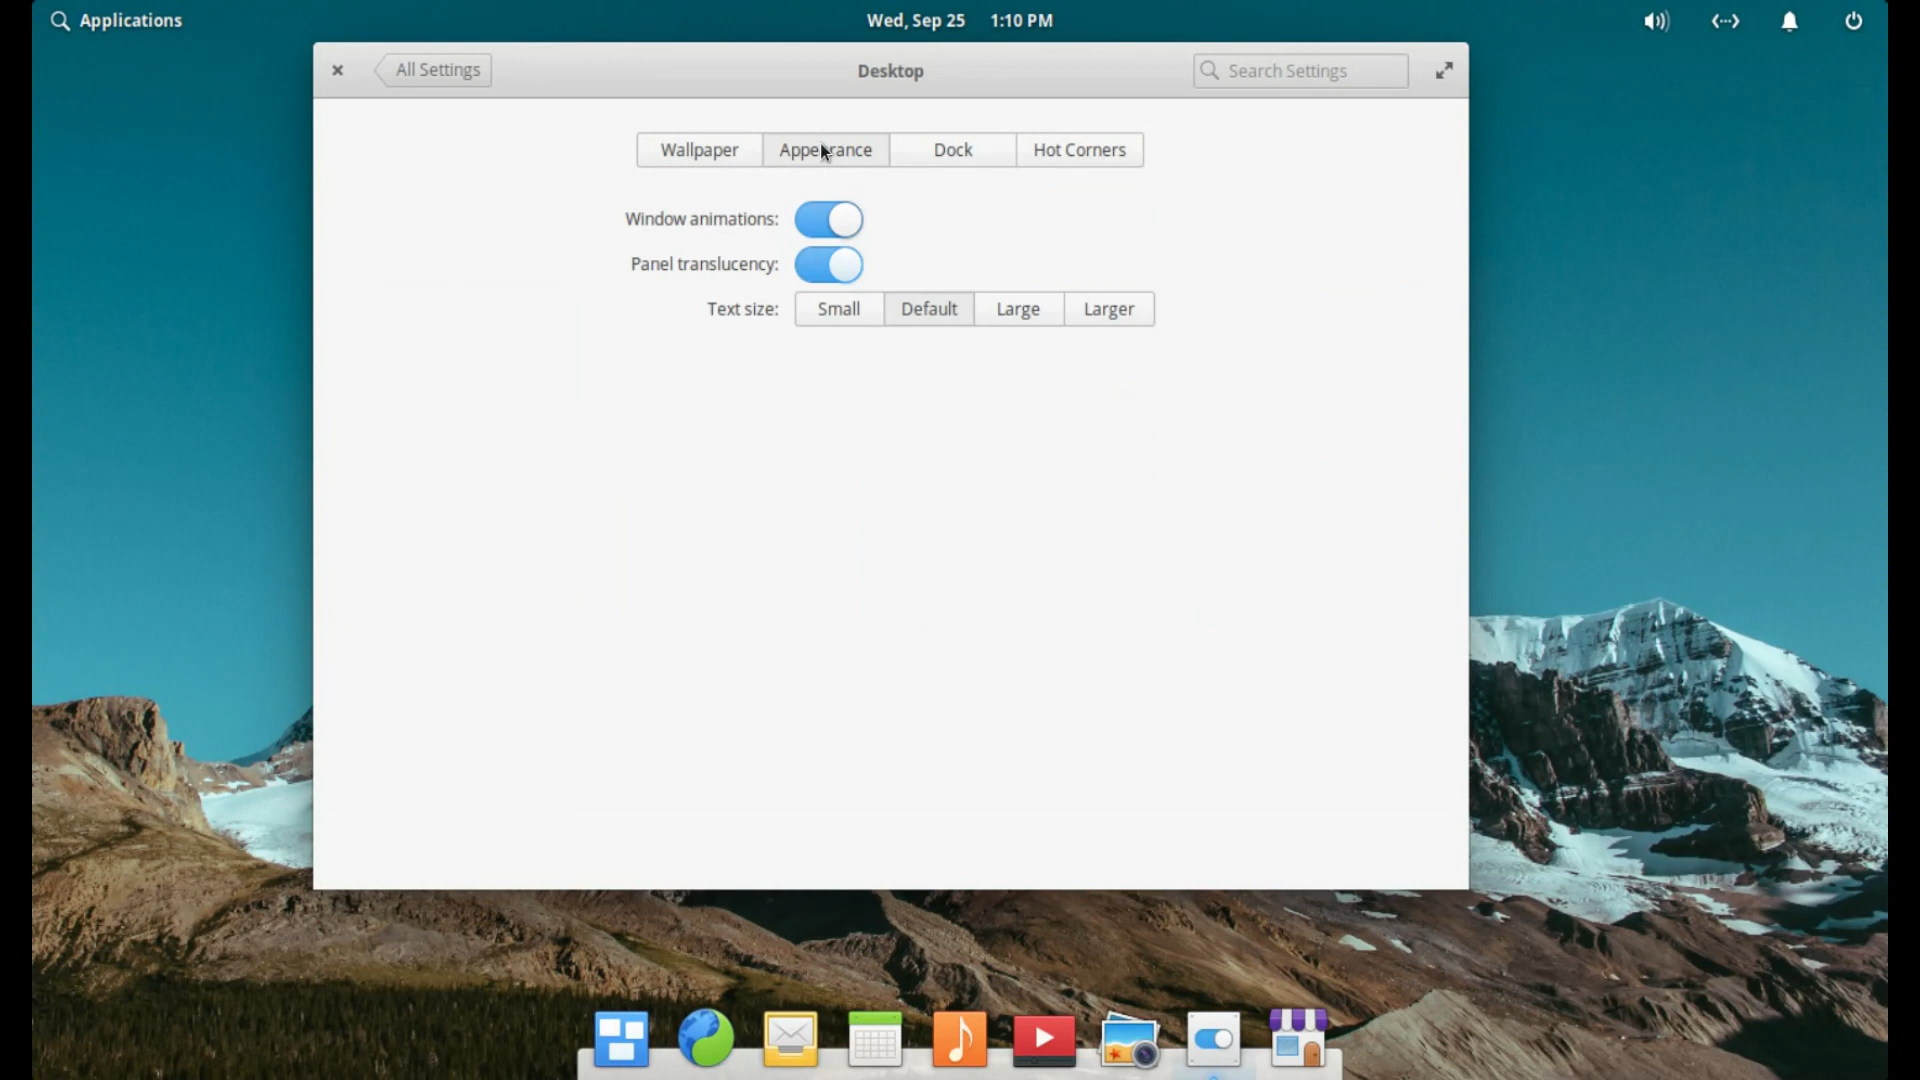 Applications
Wed, Sep 25 1:10 PM
All Settings
Desktop
Search Settings
Wallpaper
Appearance
Dock
Hot Corners
Window animations:
Panel translucency:
Text size:
Small
Default
Large
Larger